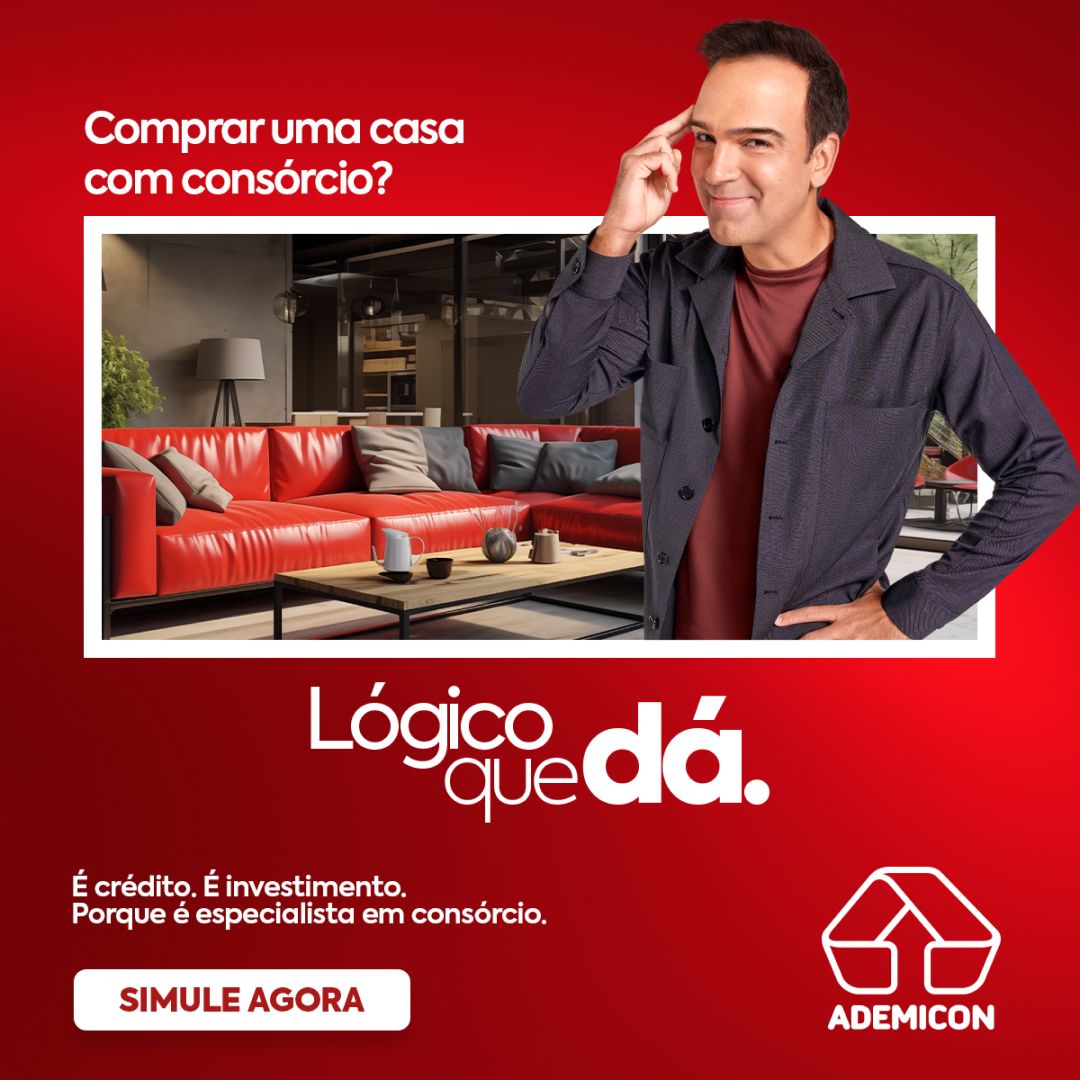 Comprar uma casa
com consórcio?
Lógico
que dá.
É crédito. É investimento.
Porque é especialista em consórcio.
SIMULE AGORA
ADEMICON